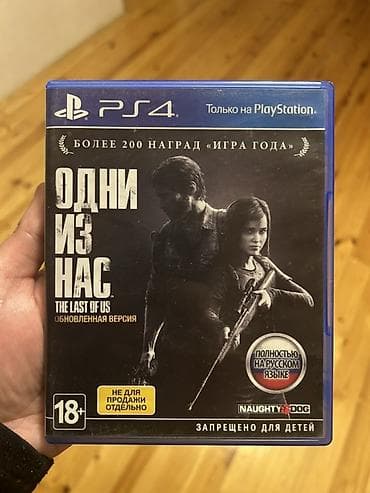 PS4
Только на PlayStation
БОЛЕЕ 200 НАГРАД «ИГРА ГОДА»
ОДНИ
ИЗ
НАС
THE LAST OF US
ОБНОВЛЕННАЯ ВЕРСИЯ
ПОЛНОСТЬЮ
НА РУССКОМ
ЯЗЫКЕ
НЕ ДЛЯ
ПРОДАЖИ
ОТДЕЛЬНО
18+
NAUGHTY DOG
ЗАПРЕЩЕНО ДЛЯ ДЕТЕЙ